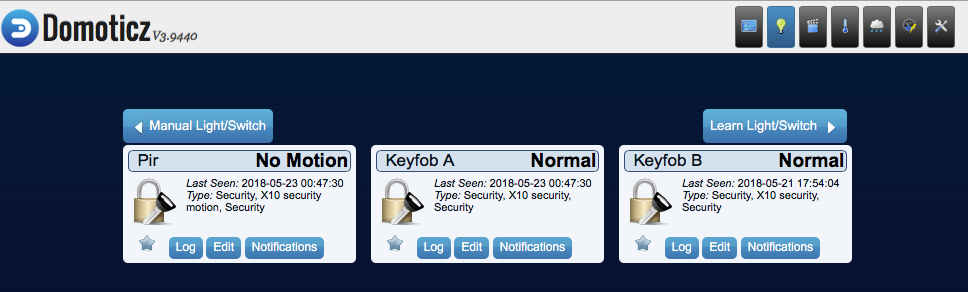 Domoticz V3.9440
Manual Light/Switch
Learn Light/Switch
Pir No Motion
Last Seen: 2018-05-23 00:47:30
Type: Security, X10 security
motion, Security
Log Edit Notifications
Keyfob A Normal
Last Seen: 2018-05-23 00:47:30
Type: Security, X10 security,
Security
Log Edit Notifications
Keyfob B Normal
Last Seen: 2018-05-21 17:54:04
Type: Security, X10 security,
Security
Log Edit Notifications